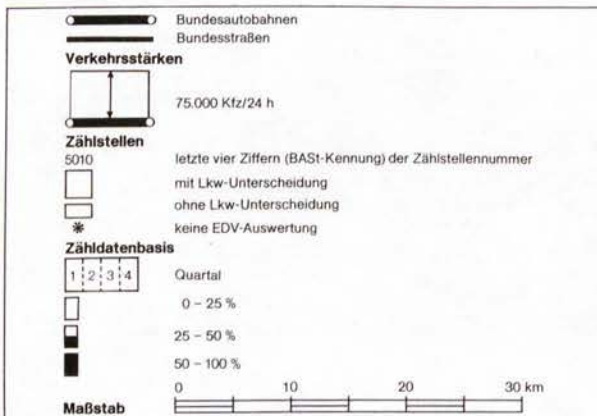 Bundesautobahnen
Bundesstraßen
Verkehrsstärken
75.000 Kfz/24 h
Zählstellen
5010 letzte vier Ziffern (BASt-Kennung) der Zählstellennummer
mit Lkw-Unterscheidung
ohne Lkw-Unterscheidung
* keine EDV-Auswertung
Zähldatenbasis
1 2 3 4 Quartal
0 – 25 %
25 – 50 %
50 – 100 %
0 10 20 30 km
Maßstab